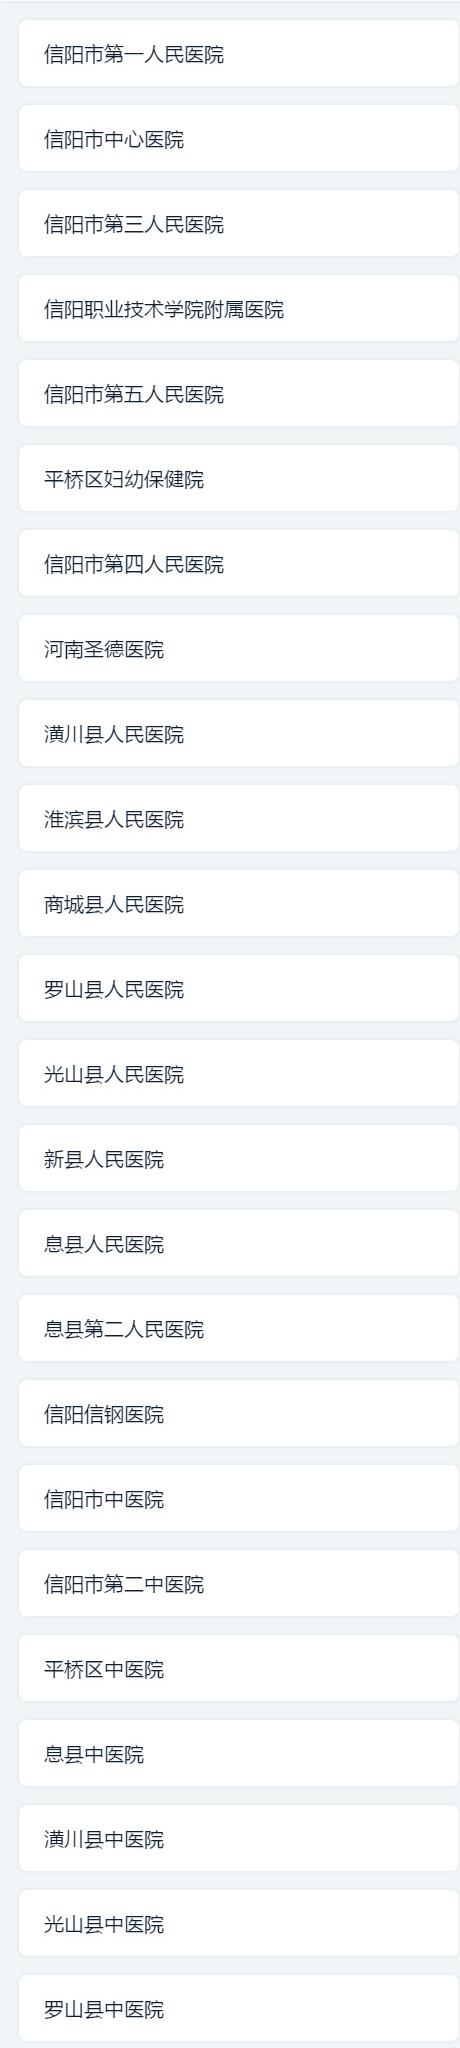 信阳市第一人民医院
信阳市中心医院
信阳市第三人民医院
信阳职业技术学院附属医院
信阳市第五人民医院
平桥区妇幼保健院
信阳市第四人民医院
河南圣德医院
潢川县人民医院
淮滨县人民医院
商城县人民医院
罗山县人民医院
光山县人民医院
新县人民医院
息县人民医院
息县第二人民医院
信阳信钢医院
信阳市中医院
信阳市第二中医院
平桥区中医院
息县中医院
潢川县中医院
光山县中医院
罗山县中医院